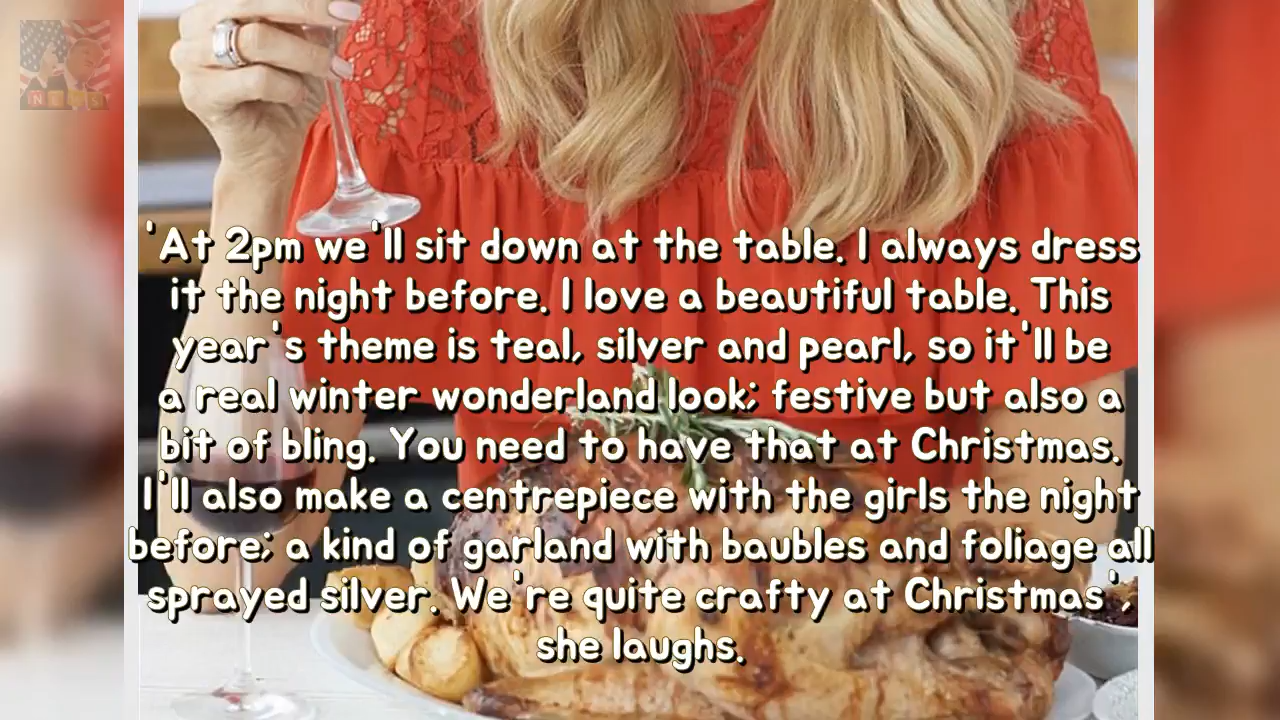 'At 2pm we'll sit down at the table. I always dress
it the night before. I love a beautiful table. This
year's theme is teal, silver and pearl, so it'll be
a real winter wonderland look; festive but also a
bit of bling. You need to have that at Christmas.
I'll also make a centrepiece with the girls the night
before; a kind of garland with baubles and foliage all
sprayed silver. We're quite crafty at Christmas',
she laughs.
NEWS